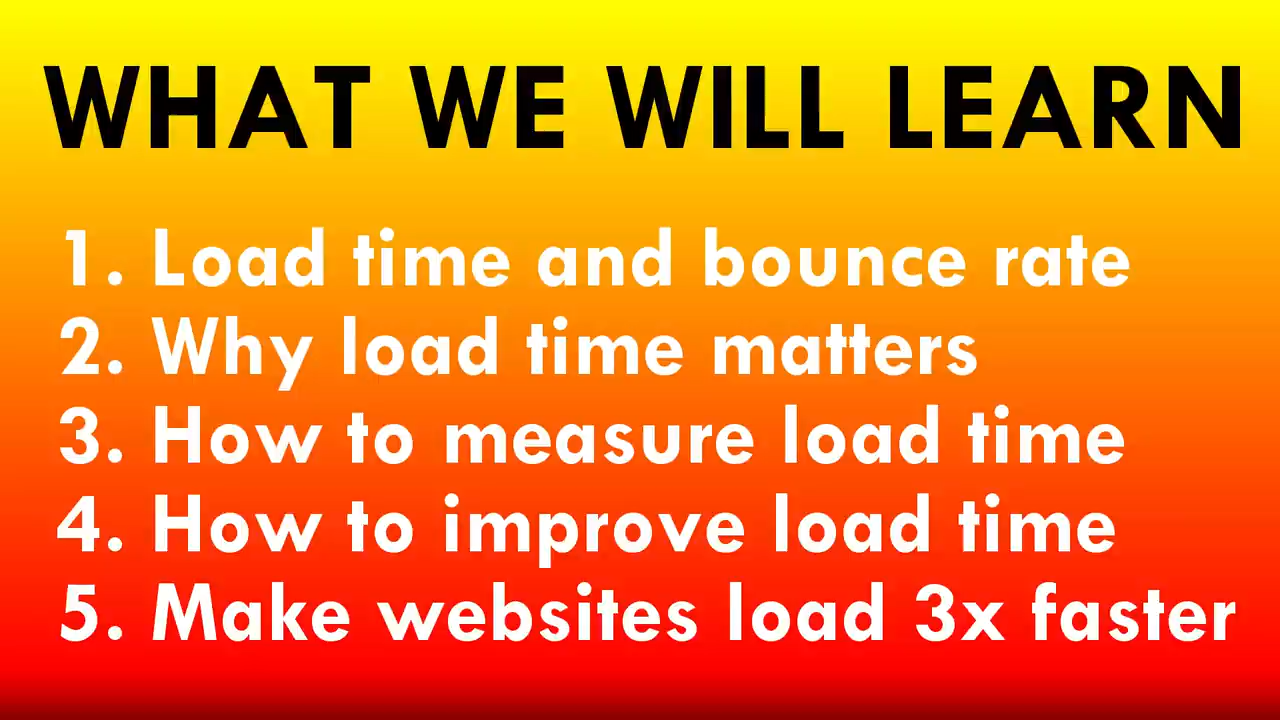 WHAT WE WILL LEARN
1. Load time and bounce rate
2. Why load time matters
3. How to measure load time
4. How to improve load time
5. Make websites load 3x faster